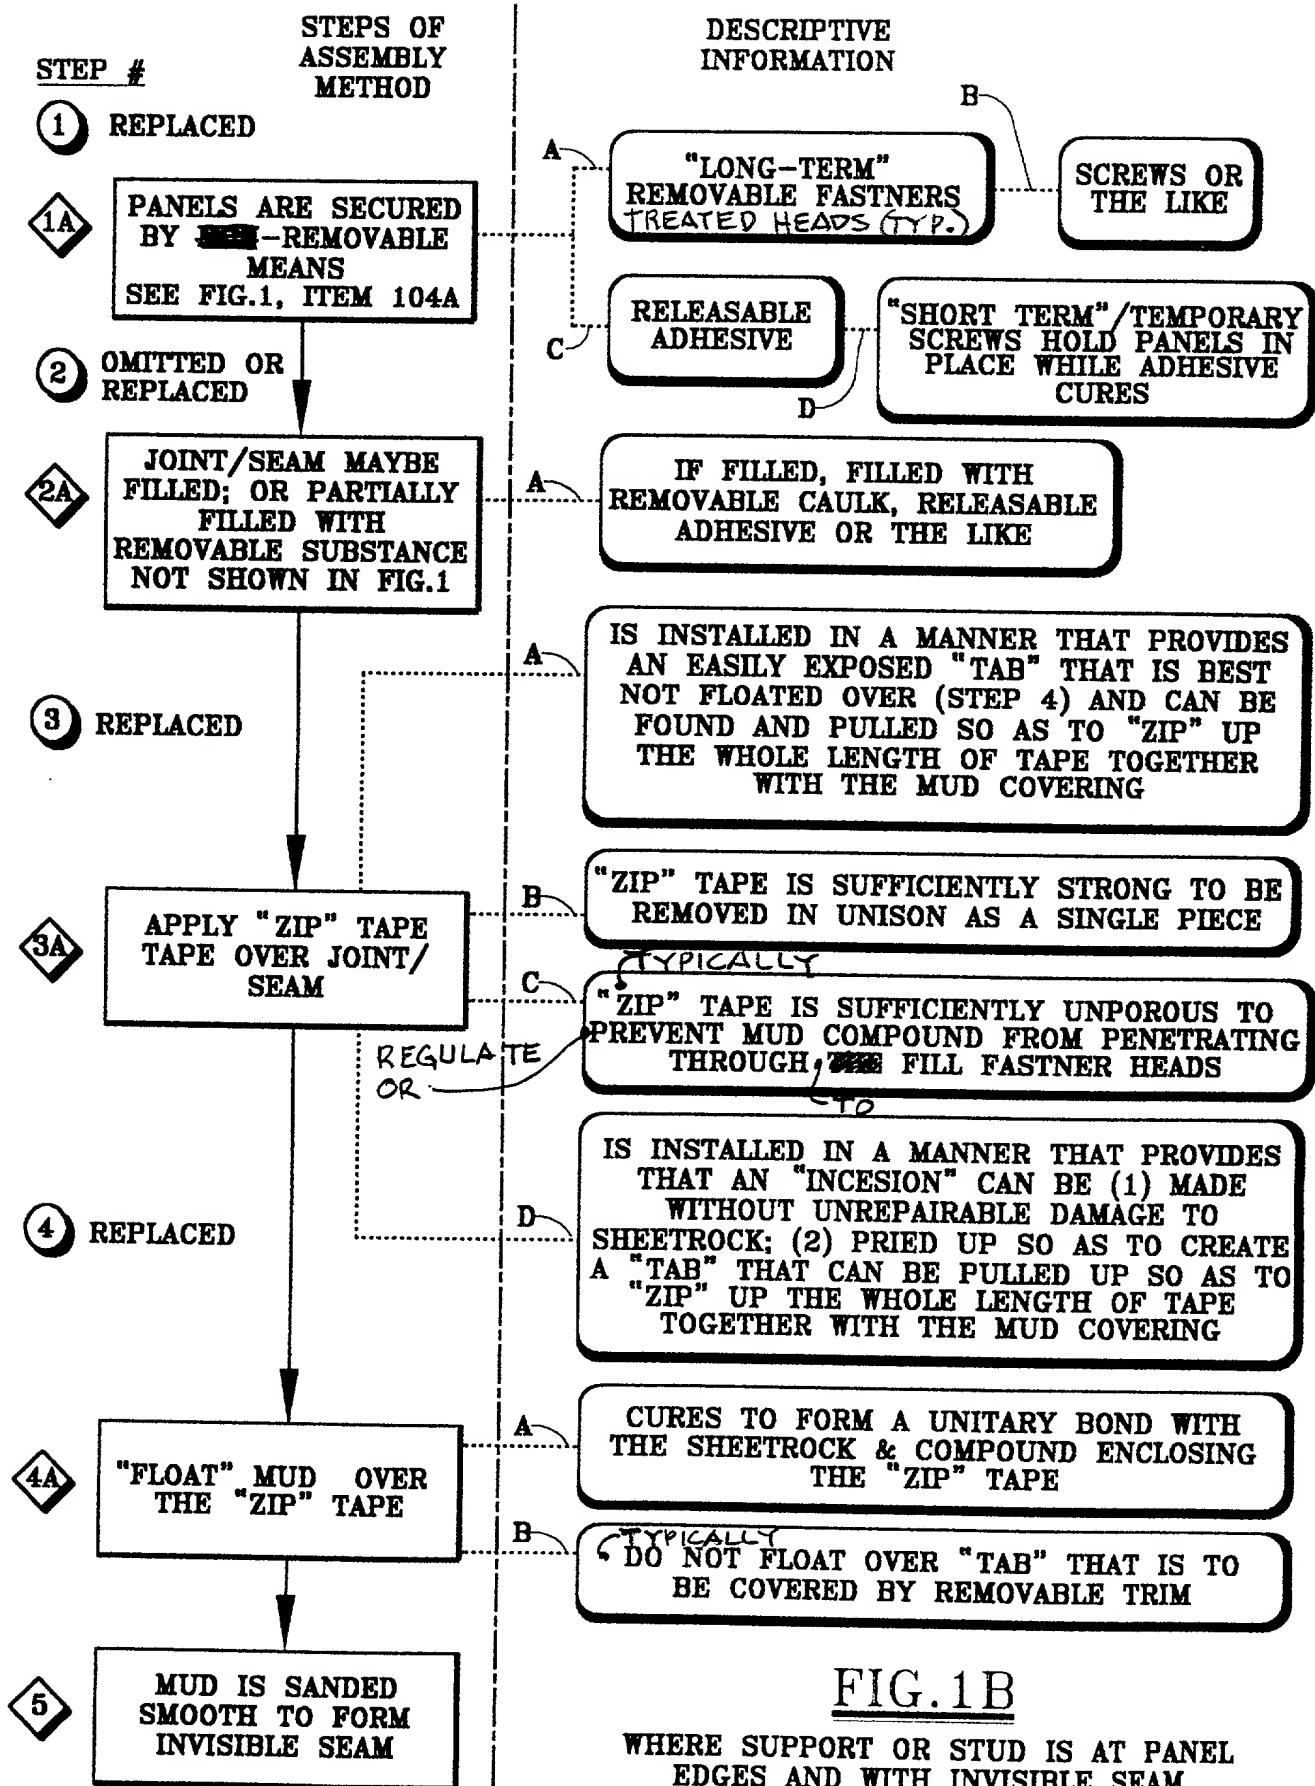 STEPS OF
ASSEMBLY
METHOD
DESCRIPTIVE
INFORMATION
STEP #
1 REPLACED
1A
PANELS ARE SECURED
BY -REMOVABLE
MEANS
SEE FIG.1, ITEM 104A
A
"LONG-TERM"
REMOVABLE FASTNERS
TREATED HEADS (TYP.)
B
SCREWS OR
THE LIKE
C
RELEASABLE
ADHESIVE
D
"SHORT TERM"/TEMPORARY
SCREWS HOLD PANELS IN
PLACE WHILE ADHESIVE
CURES
2 OMITTED OR
REPLACED
2A
JOINT/SEAM MAYBE
FILLED; OR PARTIALLY
FILLED WITH
REMOVABLE SUBSTANCE
NOT SHOWN IN FIG.1
A
IF FILLED, FILLED WITH
REMOVABLE CAULK, RELEASABLE
ADHESIVE OR THE LIKE
3 REPLACED
A
IS INSTALLED IN A MANNER THAT PROVIDES
AN EASILY EXPOSED "TAB" THAT IS BEST
NOT FLOATED OVER (STEP 4) AND CAN BE
FOUND AND PULLED SO AS TO "ZIP" UP
THE WHOLE LENGTH OF TAPE TOGETHER
WITH THE MUD COVERING
3A
APPLY "ZIP" TAPE
TAPE OVER JOINT/
SEAM
B
"ZIP" TAPE IS SUFFICIENTLY STRONG TO BE
REMOVED IN UNISON AS A SINGLE PIECE
C
TYPICALLY
"ZIP" TAPE IS SUFFICIENTLY UNPOROUS TO
PREVENT MUD COMPOUND FROM PENETRATING
THROUGH, FILL FASTNER HEADS
TO
REGULATE
OR
4 REPLACED
D
IS INSTALLED IN A MANNER THAT PROVIDES
THAT AN "INCESION" CAN BE (1) MADE
WITHOUT UNREPAIRABLE DAMAGE TO
SHEETROCK; (2) PRIED UP SO AS TO CREATE
A "TAB" THAT CAN BE PULLED UP SO AS TO
"ZIP" UP THE WHOLE LENGTH OF TAPE
TOGETHER WITH THE MUD COVERING
4A
"FLOAT" MUD OVER
THE "ZIP" TAPE
A
CURES TO FORM A UNITARY BOND WITH
THE SHEETROCK & COMPOUND ENCLOSING
THE "ZIP" TAPE
B
TYPICALLY
DO NOT FLOAT OVER "TAB" THAT IS TO
BE COVERED BY REMOVABLE TRIM
5
MUD IS SANDED
SMOOTH TO FORM
INVISIBLE SEAM
FIG.1B
WHERE SUPPORT OR STUD IS AT PANEL
EDGES AND WITH INVISIBLE SEAM